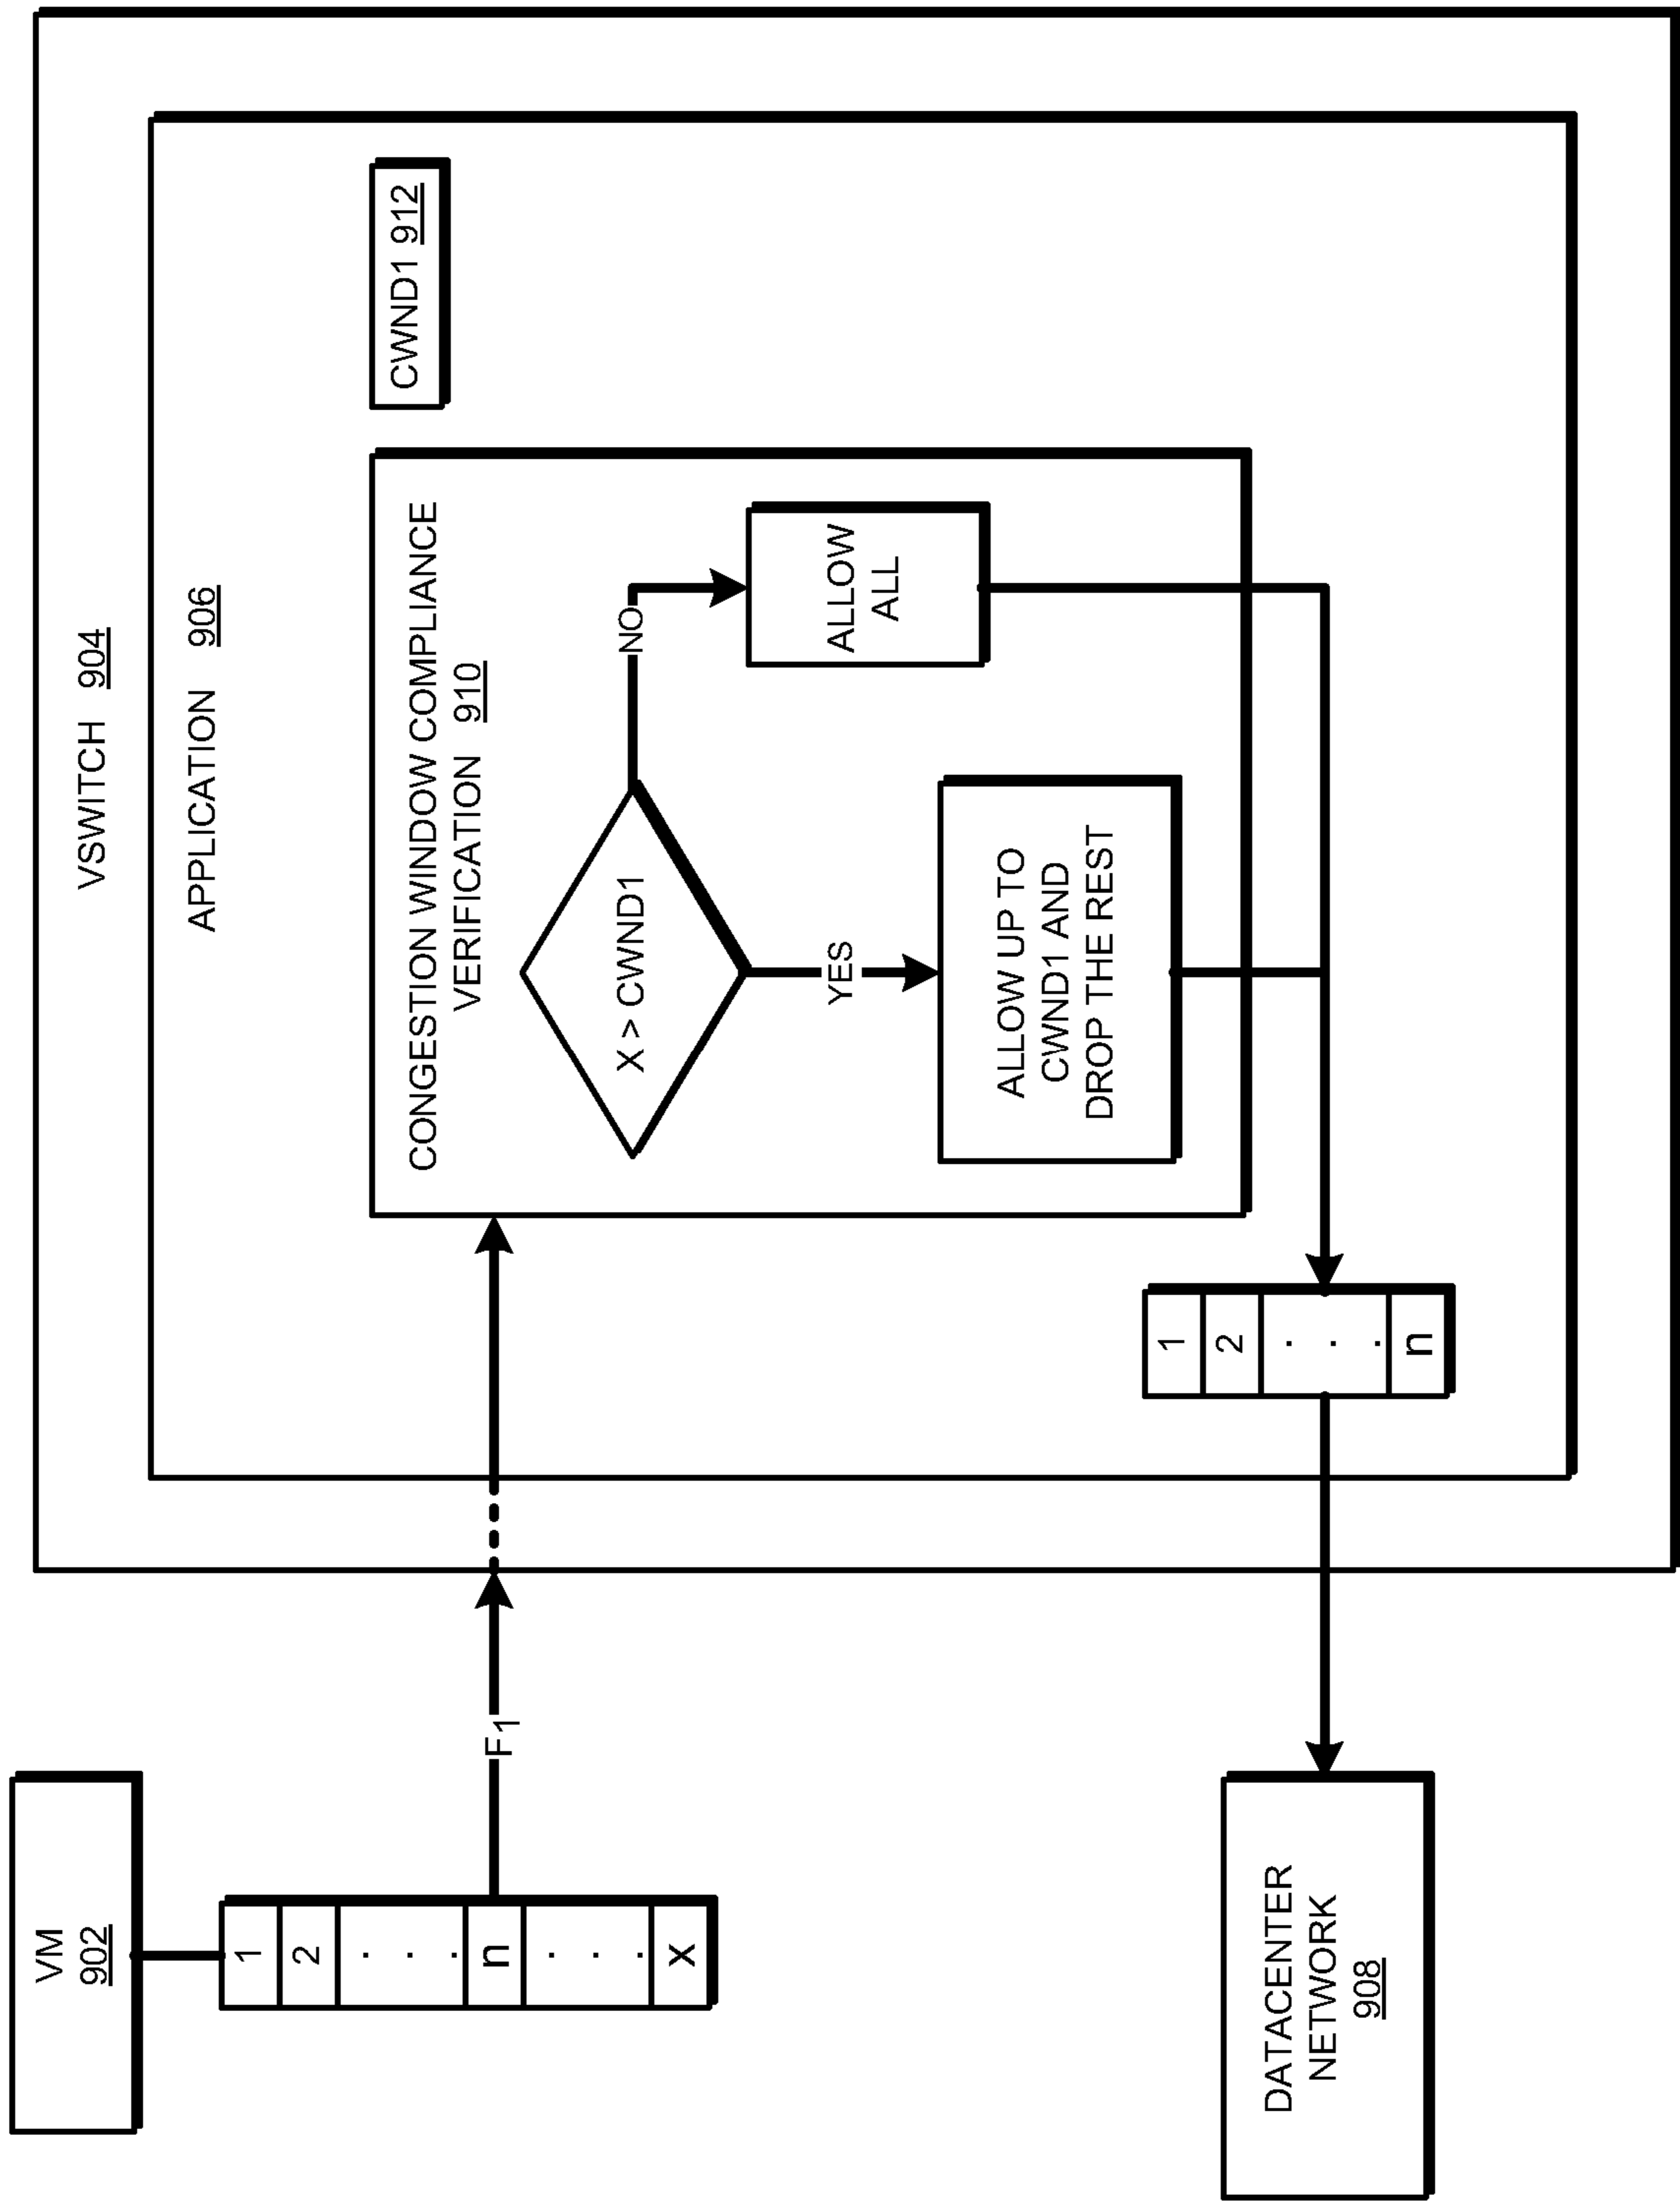 VM
902
1
2
. . .
n
. . .
x
F1
VSWITCH 904
APPLICATION 906
CONGESTION WINDOW COMPLIANCE
VERIFICATION 910
CWND1 912
X > CWND1
NO
YES
ALLOW
ALL
ALLOW UP TO
CWND1 AND
DROP THE REST
1
2
. . .
n
DATACENTER
NETWORK
908